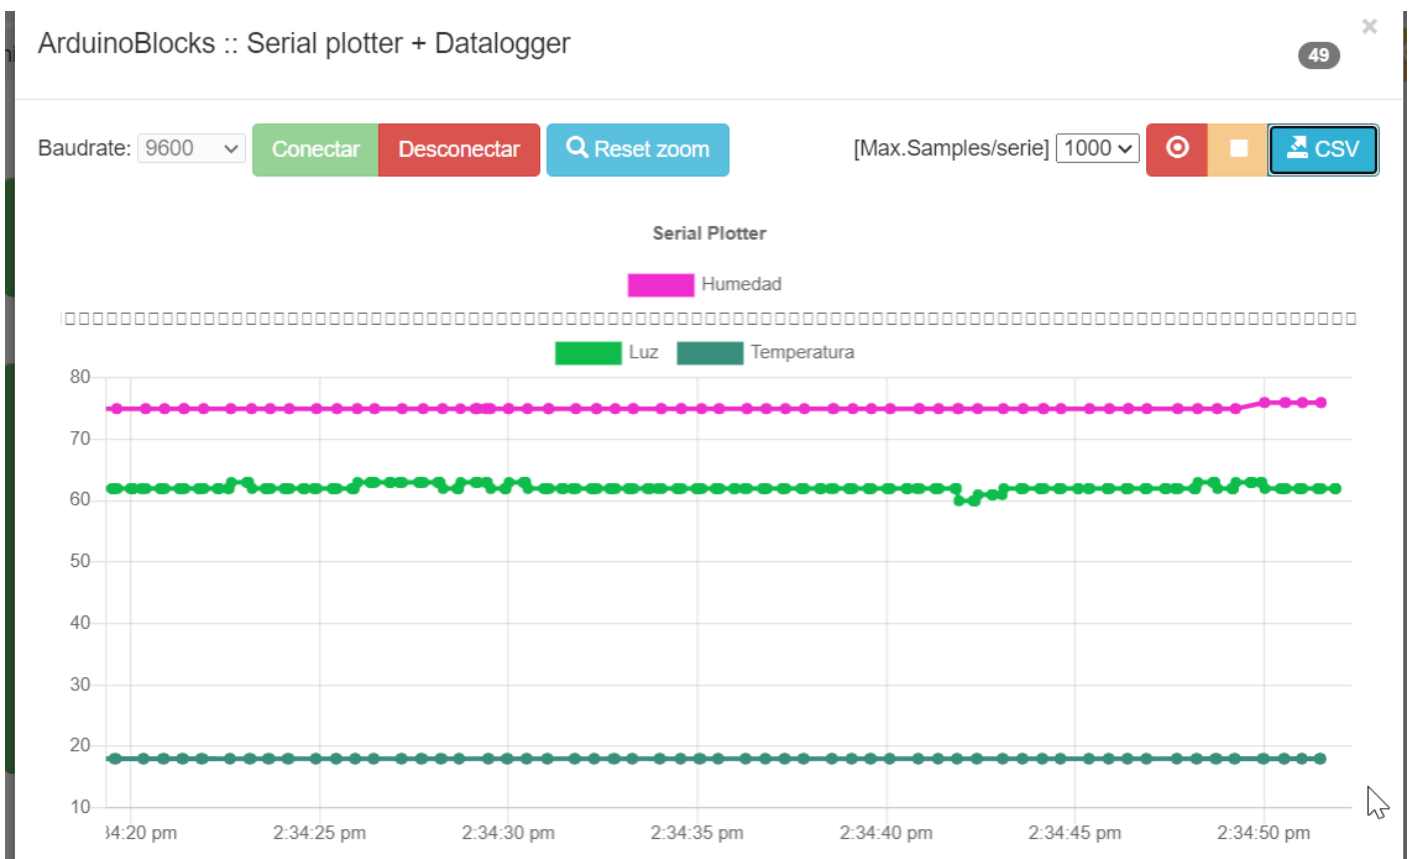 ArduinoBlocks :: Serial plotter + Datalogger
49
×
Baudrate: 9600 Conectar Desconectar Reset zoom [Max.Samples/serie] 1000 CSV
Serial Plotter
Humedad
Luz Temperatura
80
70
60
50
40
30
20
10
2:34:25 pm 2:34:30 pm 2:34:35 pm 2:34:40 pm 2:34:45 pm 2:34:50 pm